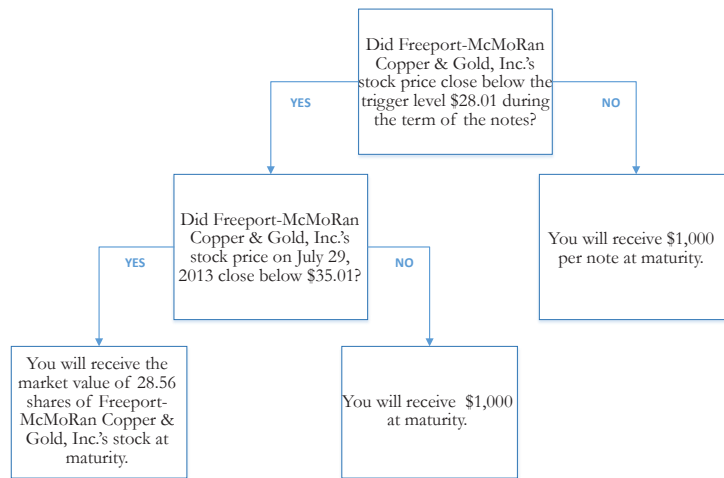 Did Freeport-McMoRan
Copper & Gold, Inc.'s
stock price close below the
trigger level $28.01 during
the term of the notes?
YES
NO
Did Freeport-McMoRan
Copper & Gold, Inc.'s
stock price on July 29,
2013 close below $35.01?
You will receive $1,000
per note at maturity.
YES
NO
You will receive the
market value of 28.56
shares of Freeport-
McMoRan Copper &
Gold, Inc.'s stock at
maturity.
You will receive $1,000
at maturity.